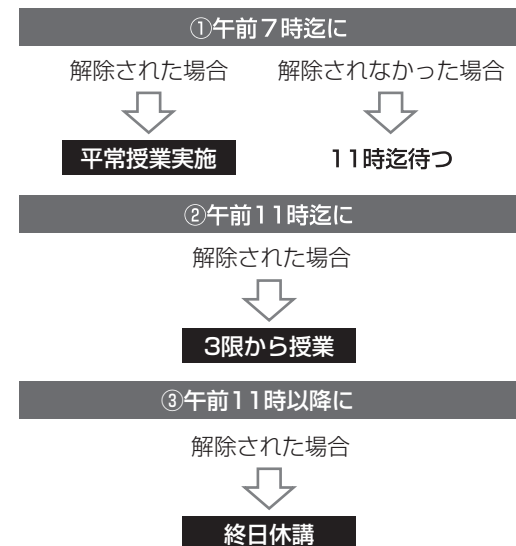 ①午前7時迄に
解除された場合 解除されなかった場合
平常授業実施 11時迄待つ
②午前11時迄に
解除された場合
3限から授業
③午前11時以降に
解除された場合
終日休講